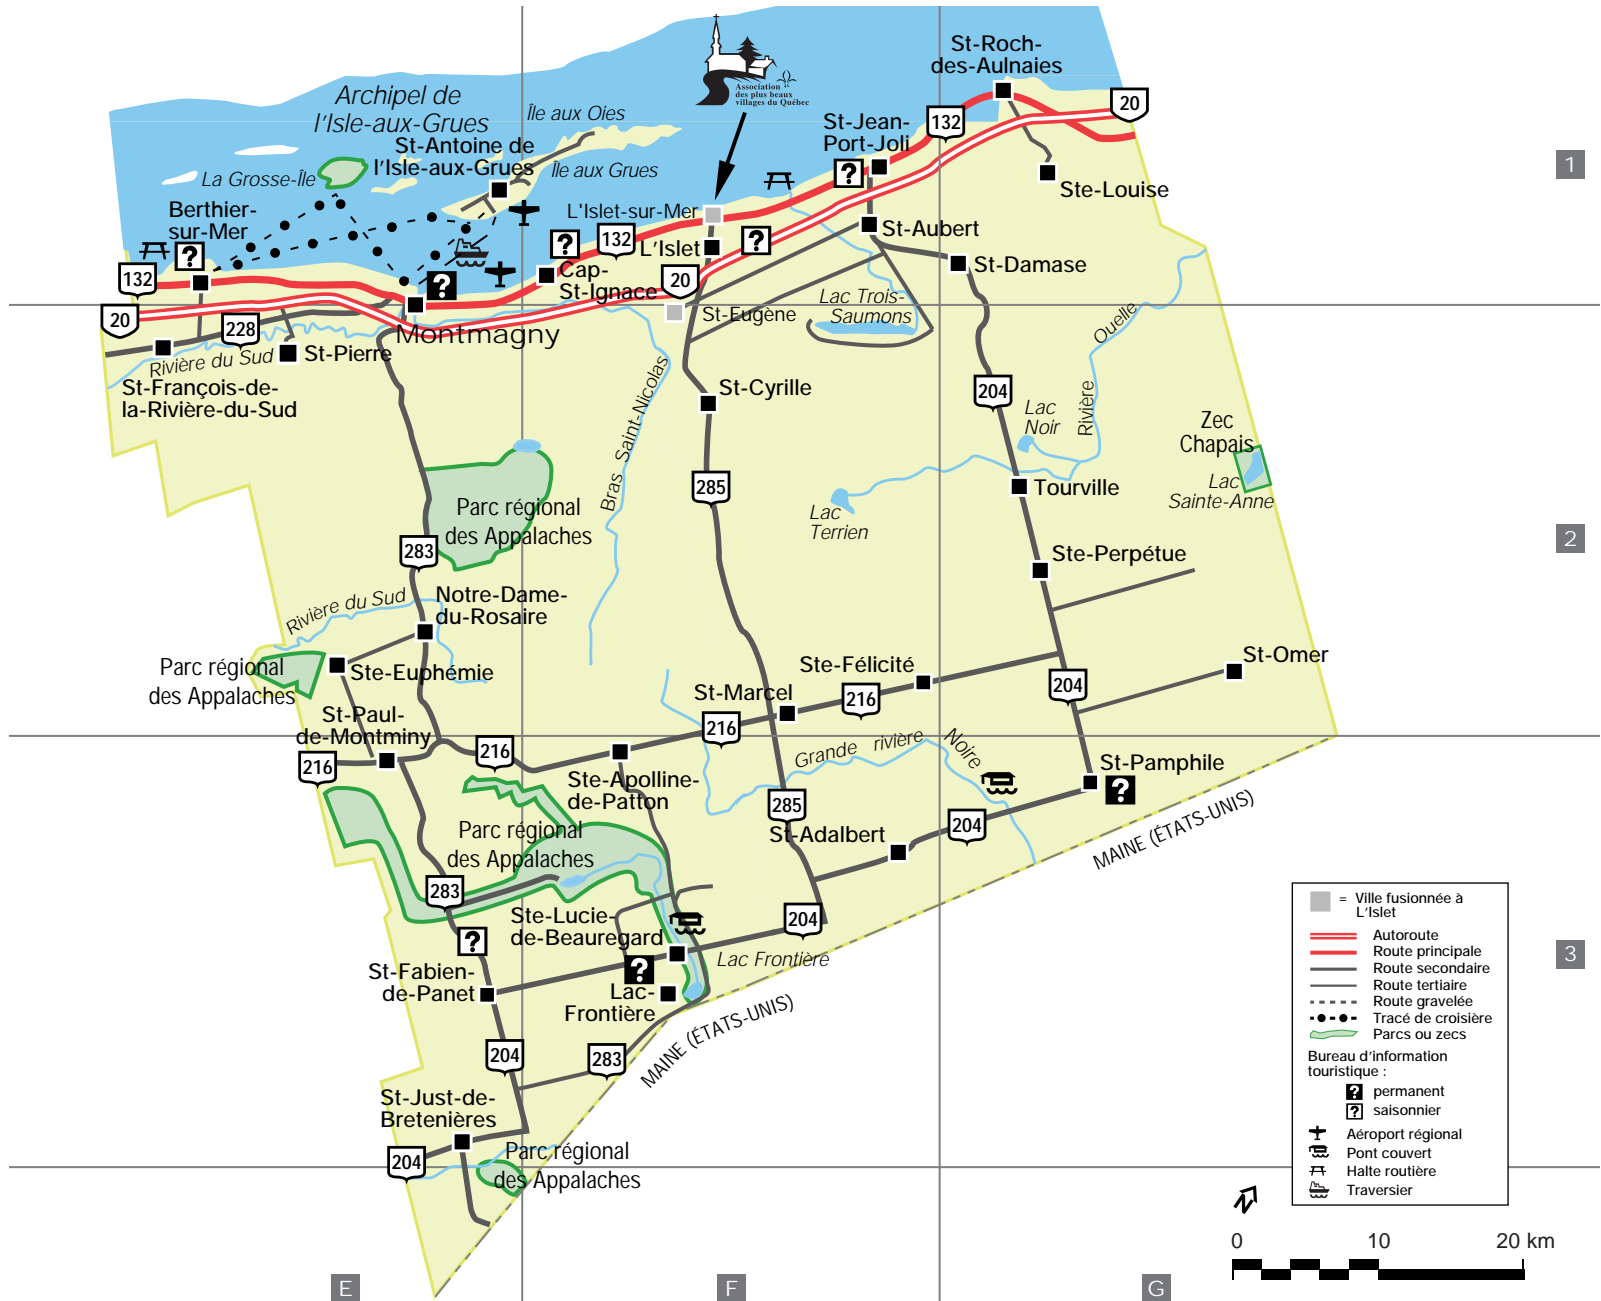 St-Roch-
des-Aulnaies
Association
des plus beaux
villages du Québec
Archipel de
l'Isle-aux-Grues
Île aux Oies
20
132
St-Jean-
Port-Joli
St-Antoine de
l'Isle-aux-Grues
La Grosse-Île
Île aux Grues
1
Ste-Louise
Berthier-
sur-Mer
L'Islet-sur-Mer
132
L'Islet
St-Aubert
St-Damase
?
?
?
?
?
132
20
Cap-
St-Ignace
20
Lac Trois-
Saumons
St-Eugène
228
Montmagny
Rivière du Sud
St-Pierre
Ouelle
Rivière
St-François-de-
la-Rivière-du-Sud
St-Cyrille
204
Lac
Noir
Bras Saint-Nicolas
Zec
Chapais
Lac
Sainte-Anne
285
Tourville
Lac
Terrien
Parc régional
des Appalaches
283
2
Ste-Perpétue
Rivière du Sud
Notre-Dame-
du-Rosaire
Parc régional
des Appalaches
Ste-Euphémie
Ste-Félicité
St-Omer
St-Marcel
216
204
St-Paul-
de-Montminy
216
216
216
Grande rivière
Noire
Ste-Apolline-
de-Patton
St-Pamphile
?
285
204
MAINE (ÉTATS-UNIS)
St-Adalbert
Parc régional
des Appalaches
283
Ste-Lucie-
de-Beauregard
204
?
?
Lac Frontière
St-Fabien-
de-Panet
Lac-
Frontière
MAINE (ÉTATS-UNIS)
204
283
St-Just-de-
Bretenières
204
Parc régional
des Appalaches
3
= Ville fusionnée à
L'Islet
Autoroute
Route principale
Route secondaire
Route tertiaire
Route gravelée
Tracé de croisière
Parcs ou zecs
Bureau d'information
touristique :
? permanent
? saisonnier
Aéroport régional
Pont couvert
Halte routière
Traversier
N
0 10 20 km
E F G